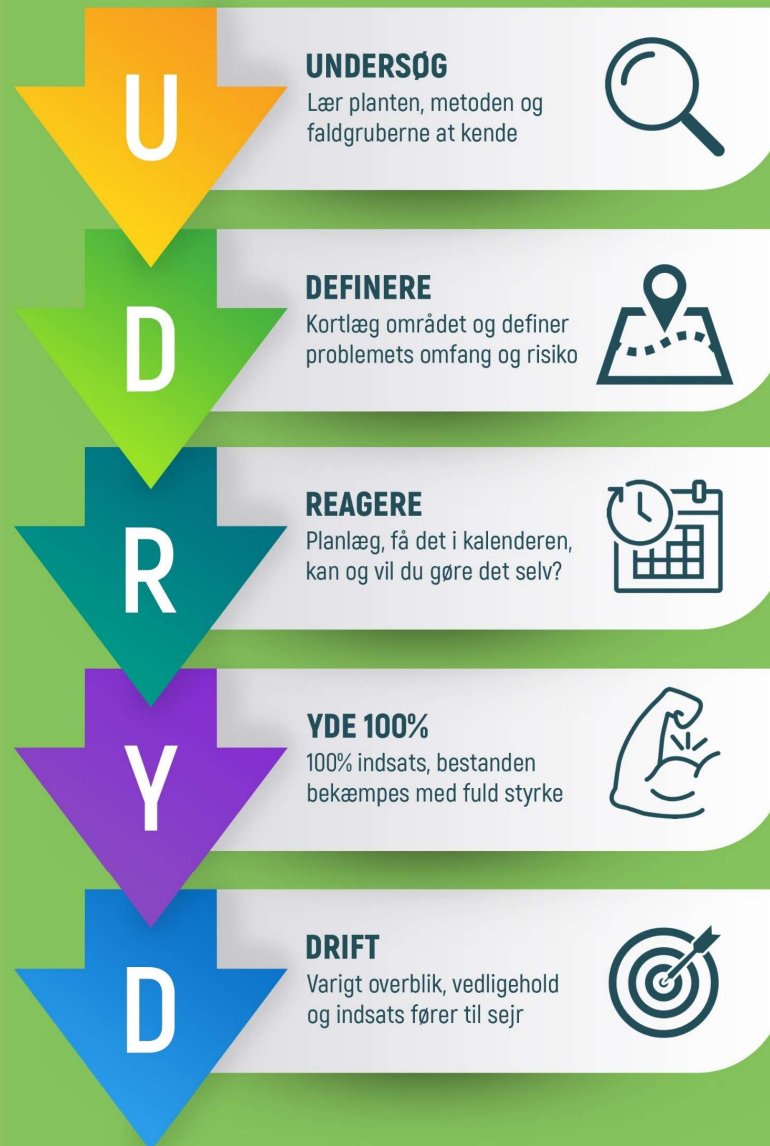 U
UNDERSØG
Lær planten, metoden og
faldgruberne at kende
D
DEFINERE
Kortlæg området og definer
problemets omfang og risiko
R
REAGERE
Planlæg, få det i kalenderen,
kan og vil du gøre det selv?
Y
YDE 100%
100% indsats, bestanden
bekæmpes med fuld styrke
D
DRIFT
Varigt overblik, vedligehold
og indsats fører til sejr